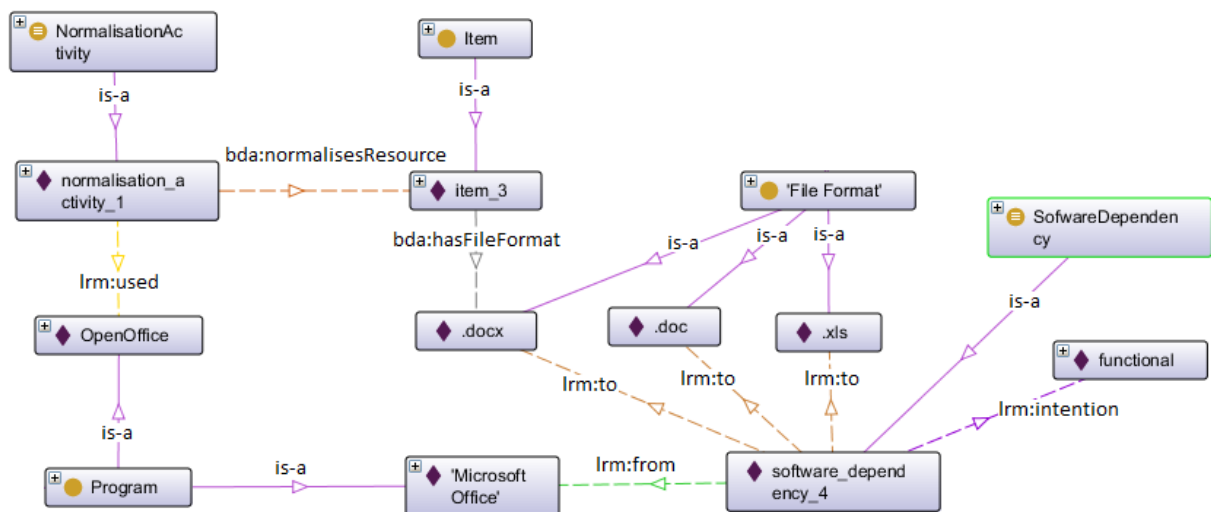 NormalisationAc
tivity
Item
is-a
is-a
bda:normalisesResource
normalisation_a
ctivity_1
item_3
'File Format'
SofwareDependen
cy
bda:hasFileFormat
is-a
is-a
is-a
is-a
lrm:used
OpenOffice
.docx
.doc
.xls
functional
lrm:to
lrm:to
lrm:to
lrm:intention
is-a
is-a
lrm:from
Program
'Microsoft
Office'
software_depend
ency_4